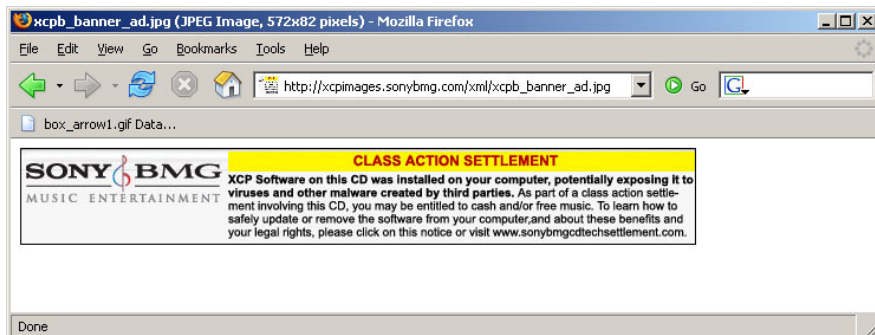 xcpb_banner_ad.jpg (JPEG Image, 572x82 pixels) - Mozilla Firefox
File Edit View Go Bookmarks Tools Help
http://xcpimages.sonybmg.com/xml/xcpb_banner_ad.jpg Go G
box_arrow1.gif Data...
CLASS ACTION SETTLEMENT
SONY BMG
MUSIC ENTERTAINMENT
XCP Software on this CD was installed on your computer, potentially exposing it to
viruses and other malware created by third parties. As part of a class action settle-
ment involving this CD, you may be entitled to cash and/or free music. To learn how to
safely update or remove the software from your computer,and about these benefits and
your legal rights, please click on this notice or visit www.sonybmgcdtechsettlement.com.
Done